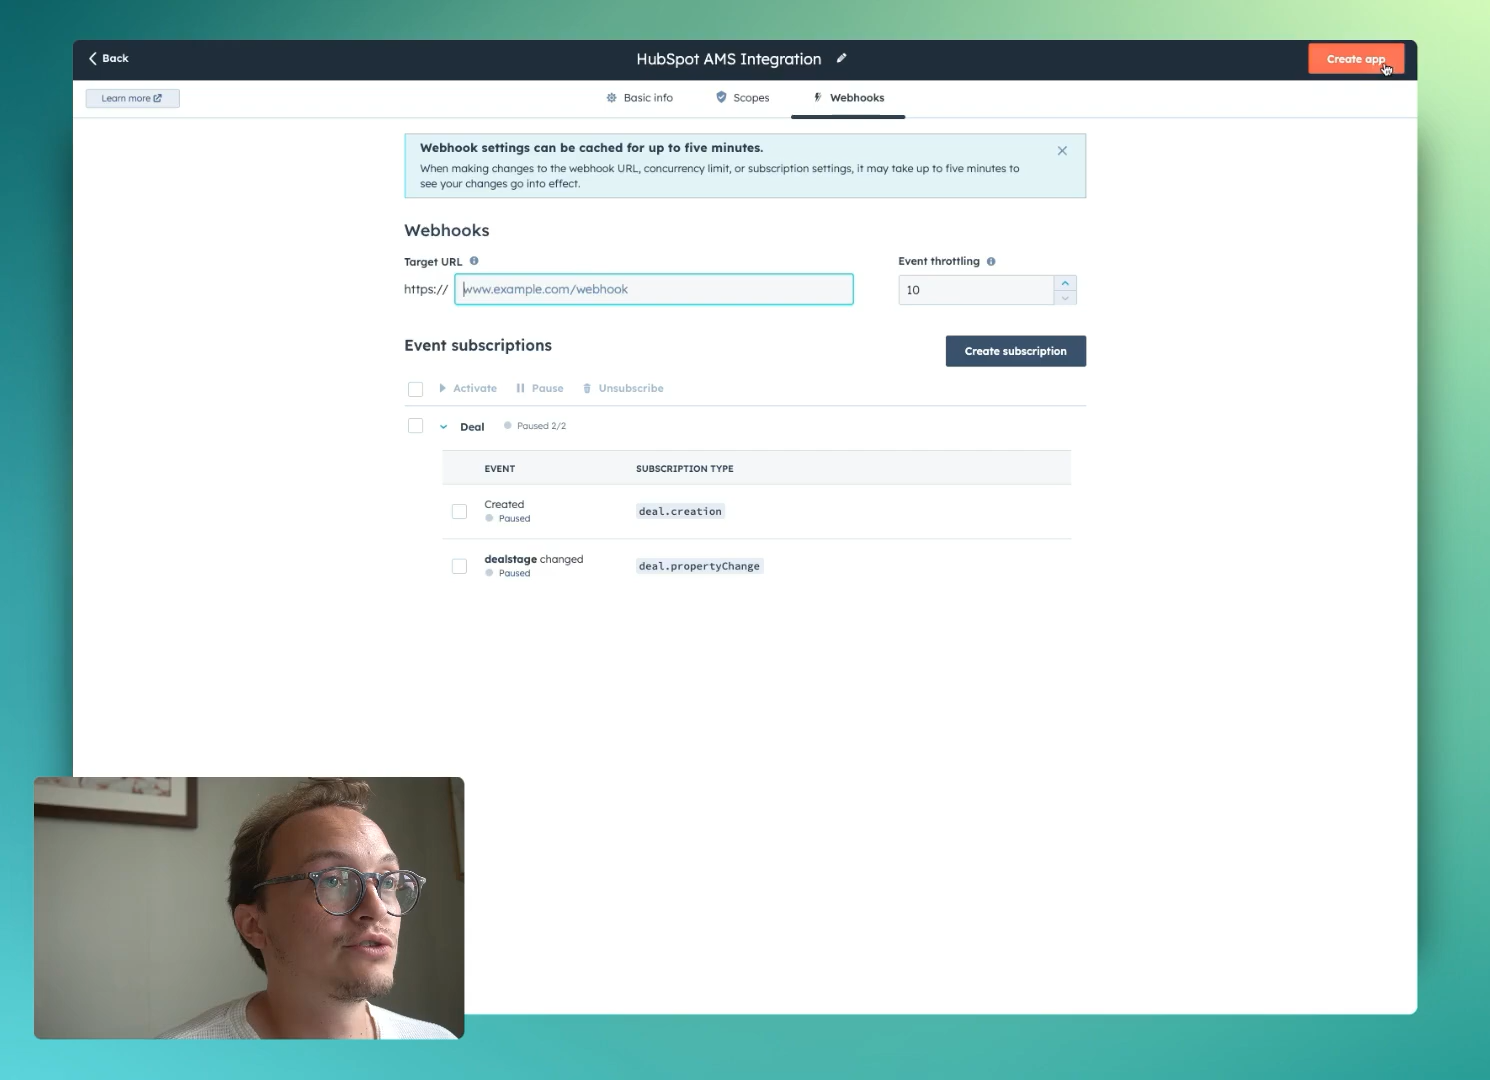 Back
HubSpot AMS Integration
Create app
Learn more
Basic info
Scopes
Webhooks
Webhook settings can be cached for up to five minutes.
When making changes to the webhook URL, concurrency limit, or subscription settings, it may take up to five minutes to
see your changes go into effect.
Webhooks
Target URL
Event throttling
https://
www.example.com/webhook
10
Event subscriptions
Create subscription
Activate
Pause
Unsubscribe
Deal
Paused 2/2
EVENT
SUBSCRIPTION TYPE
Created
Paused
deal.creation
dealstage changed
Paused
deal.propertyChange